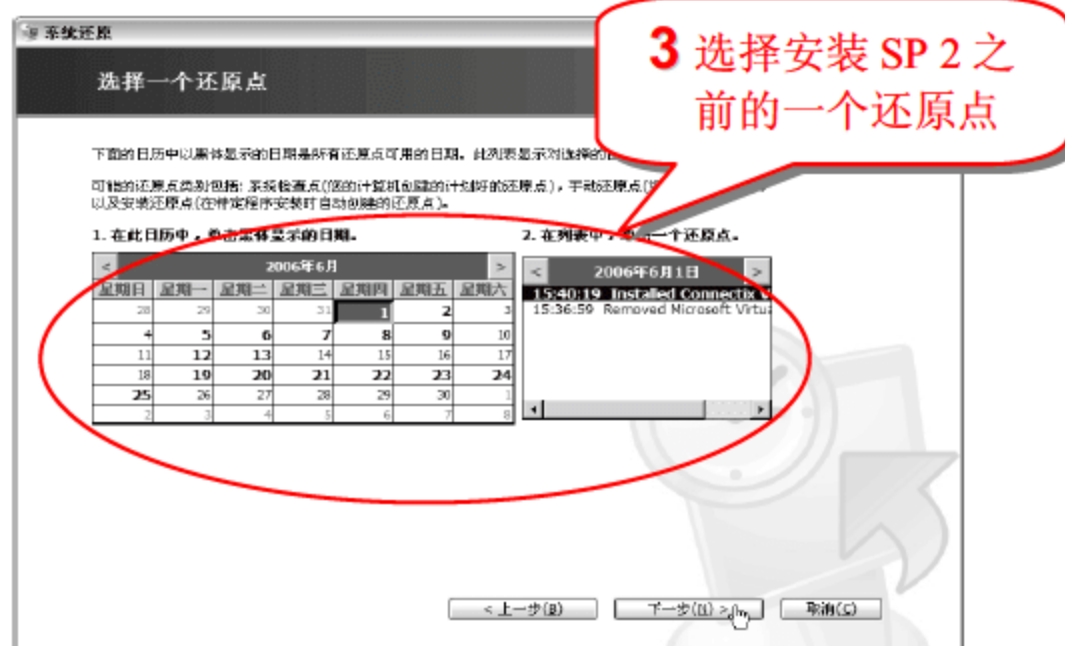 系统还原
3 选择安装 SP 2 之
前的一个还原点
选择一个还原点
下面的日历中以黑体显示的日期是所有还原点可用的日期。此列表显示对选择的
可能的还原点类别包括: 系统检查点(您的计算机创建的计划好的还原点), 手动还原点(
以及安装还原点(在特定程序安装时自动创建的还原点)。
1. 在此日历中，单击黑体显示的日期。
2. 在列表中，单击一个还原点。
< 2006年6月 >
星期日 星期一 星期二 星期三 星期四 星期五 星期六
28 29 30 31 1 2 3
4 5 6 7 8 9 10
11 12 13 14 15 16 17
18 19 20 21 22 23 24
25 26 27 28 29 30 1
2 3 4 5 6 7 8
< 2006年6月1日 >
15:40:19 Installed Connectix V
15:36:59 Removed Microsoft Virtu
< 上一步(B)
下一步(N) >
取消(C)